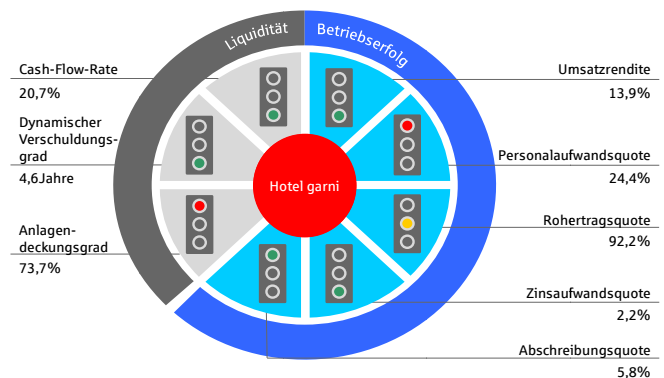 Liquidität
Betriebserfolg
Cash-Flow-Rate
20,7%
Dynamischer
Verschuldungs-
grad
4,6Jahre
Anlagen-
deckungsgrad
73,7%
Hotel garni
Umsatzrendite
13,9%
Personalaufwandsquote
24,4%
Rohertragsquote
92,2%
Zinsaufwandsquote
2,2%
Abschreibungsquote
5,8%